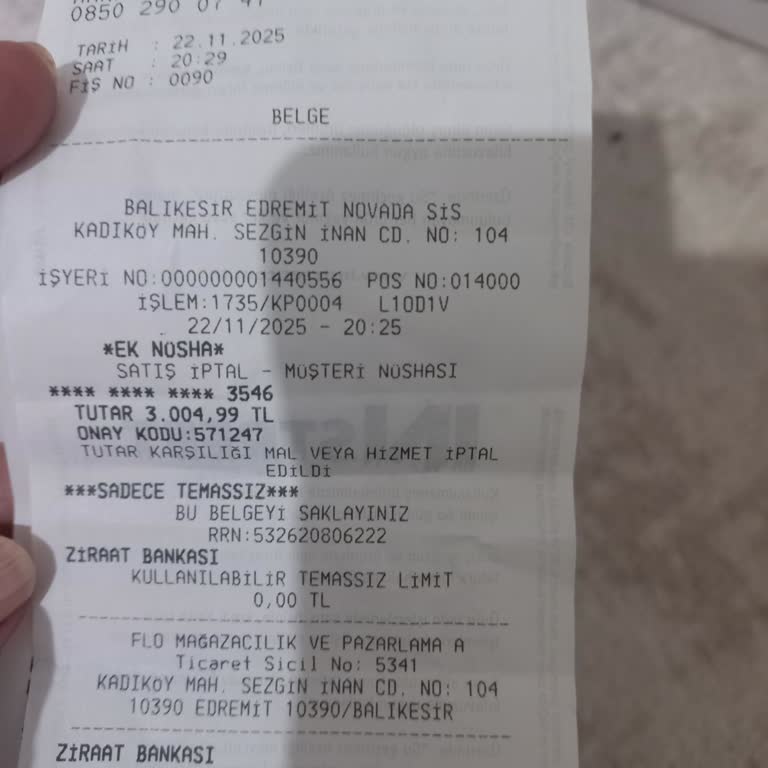 0850 290 07 41
TARİH : 22.11.2025
SAAT : 20:29
FİŞ NO : 0090
BELGE
BALIKESİR EDREMİT NOVADA SİS
KADIKÖY MAH. SEZGİN İNAN CD. NO: 104
10390
İŞYERİ NO:000000001440556 POS NO:014000
İŞLEM:1735/KP0004 L10D1V
22/11/2025 - 20:25
*EK NÜSHA*
SATIŞ İPTAL - MÜŞTERİ NÜSHASI
**** **** **** 3546
TUTAR 3.004,99 TL
ONAY KODU:571247
TUTAR KARŞILIĞI MAL VEYA HİZMET İPTAL
EDİLDİ
***SADECE TEMASSIZ***
BU BELGEYİ SAKLAYINIZ
RRN:532620806222
ZİRAAT BANKASI
KULLANILABİLİR TEMASSIZ LİMİT
0,00 TL
FLO MAĞAZACILIK VE PAZARLAMA A
Ticaret Sicil No: 5341
KADIKÖY MAH. SEZGİN İNAN CD. NO: 104
10390 EDREMİT 10390/BALIKESİR
ZİRAAT BANKASI